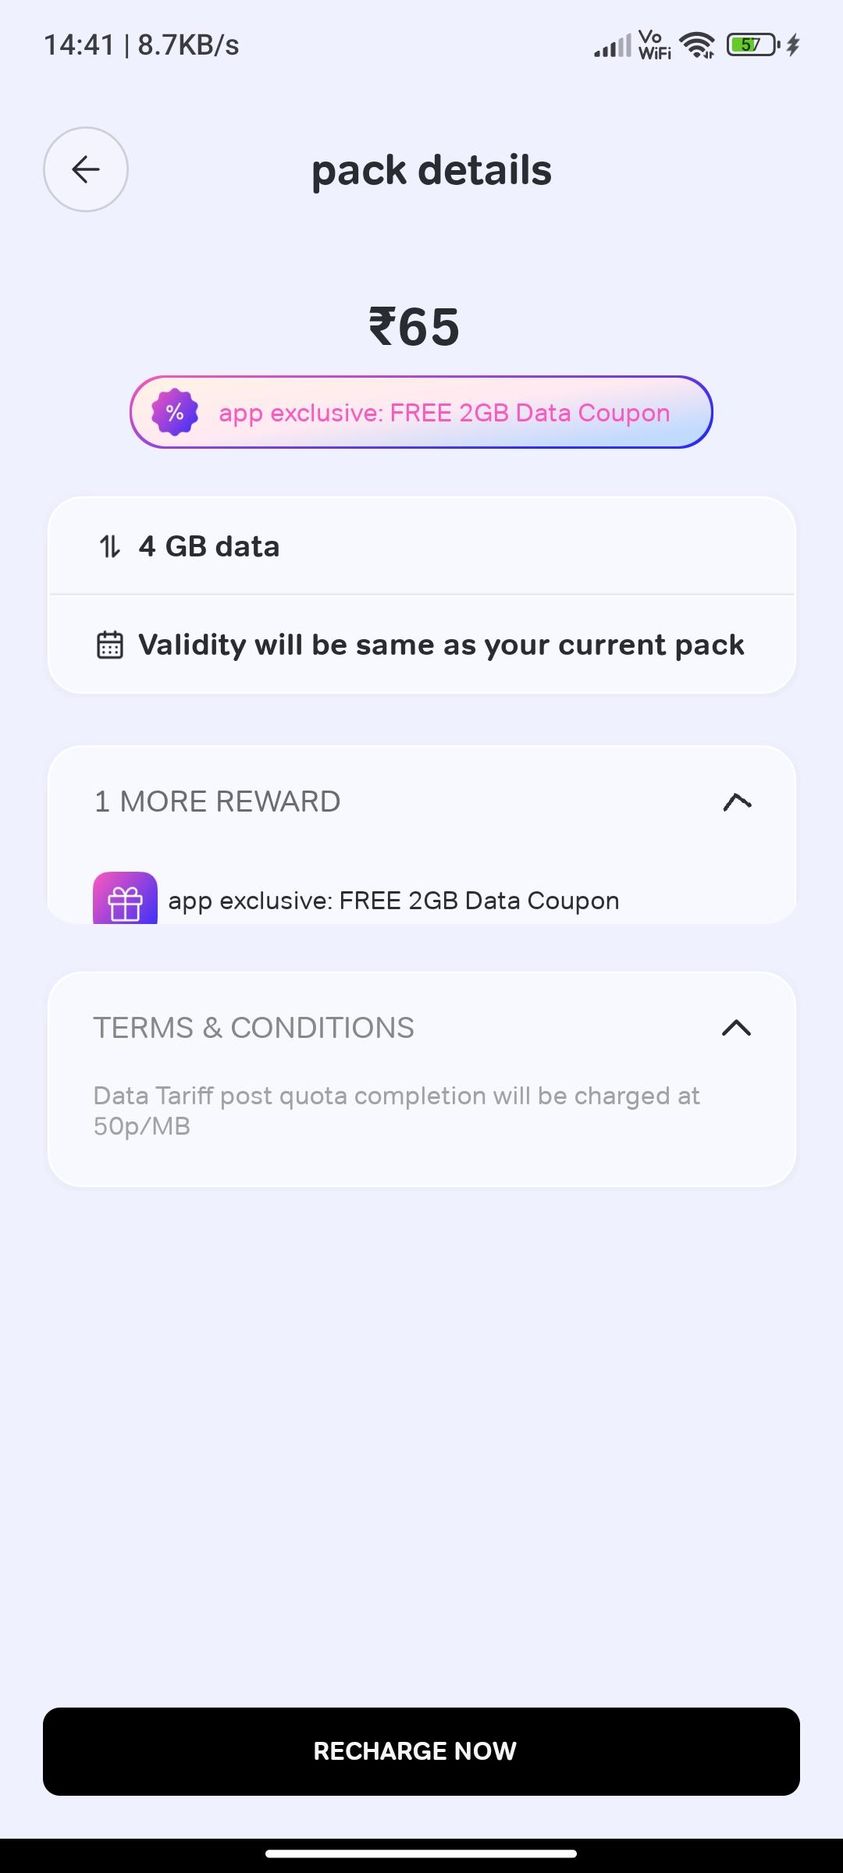 14:41 | 8.7KB/s
Vo
WiFi
57
pack details
₹65
% app exclusive: FREE 2GB Data Coupon
4 GB data
Validity will be same as your current pack
1 MORE REWARD
app exclusive: FREE 2GB Data Coupon
TERMS & CONDITIONS
Data Tariff post quota completion will be charged at
50p/MB
RECHARGE NOW